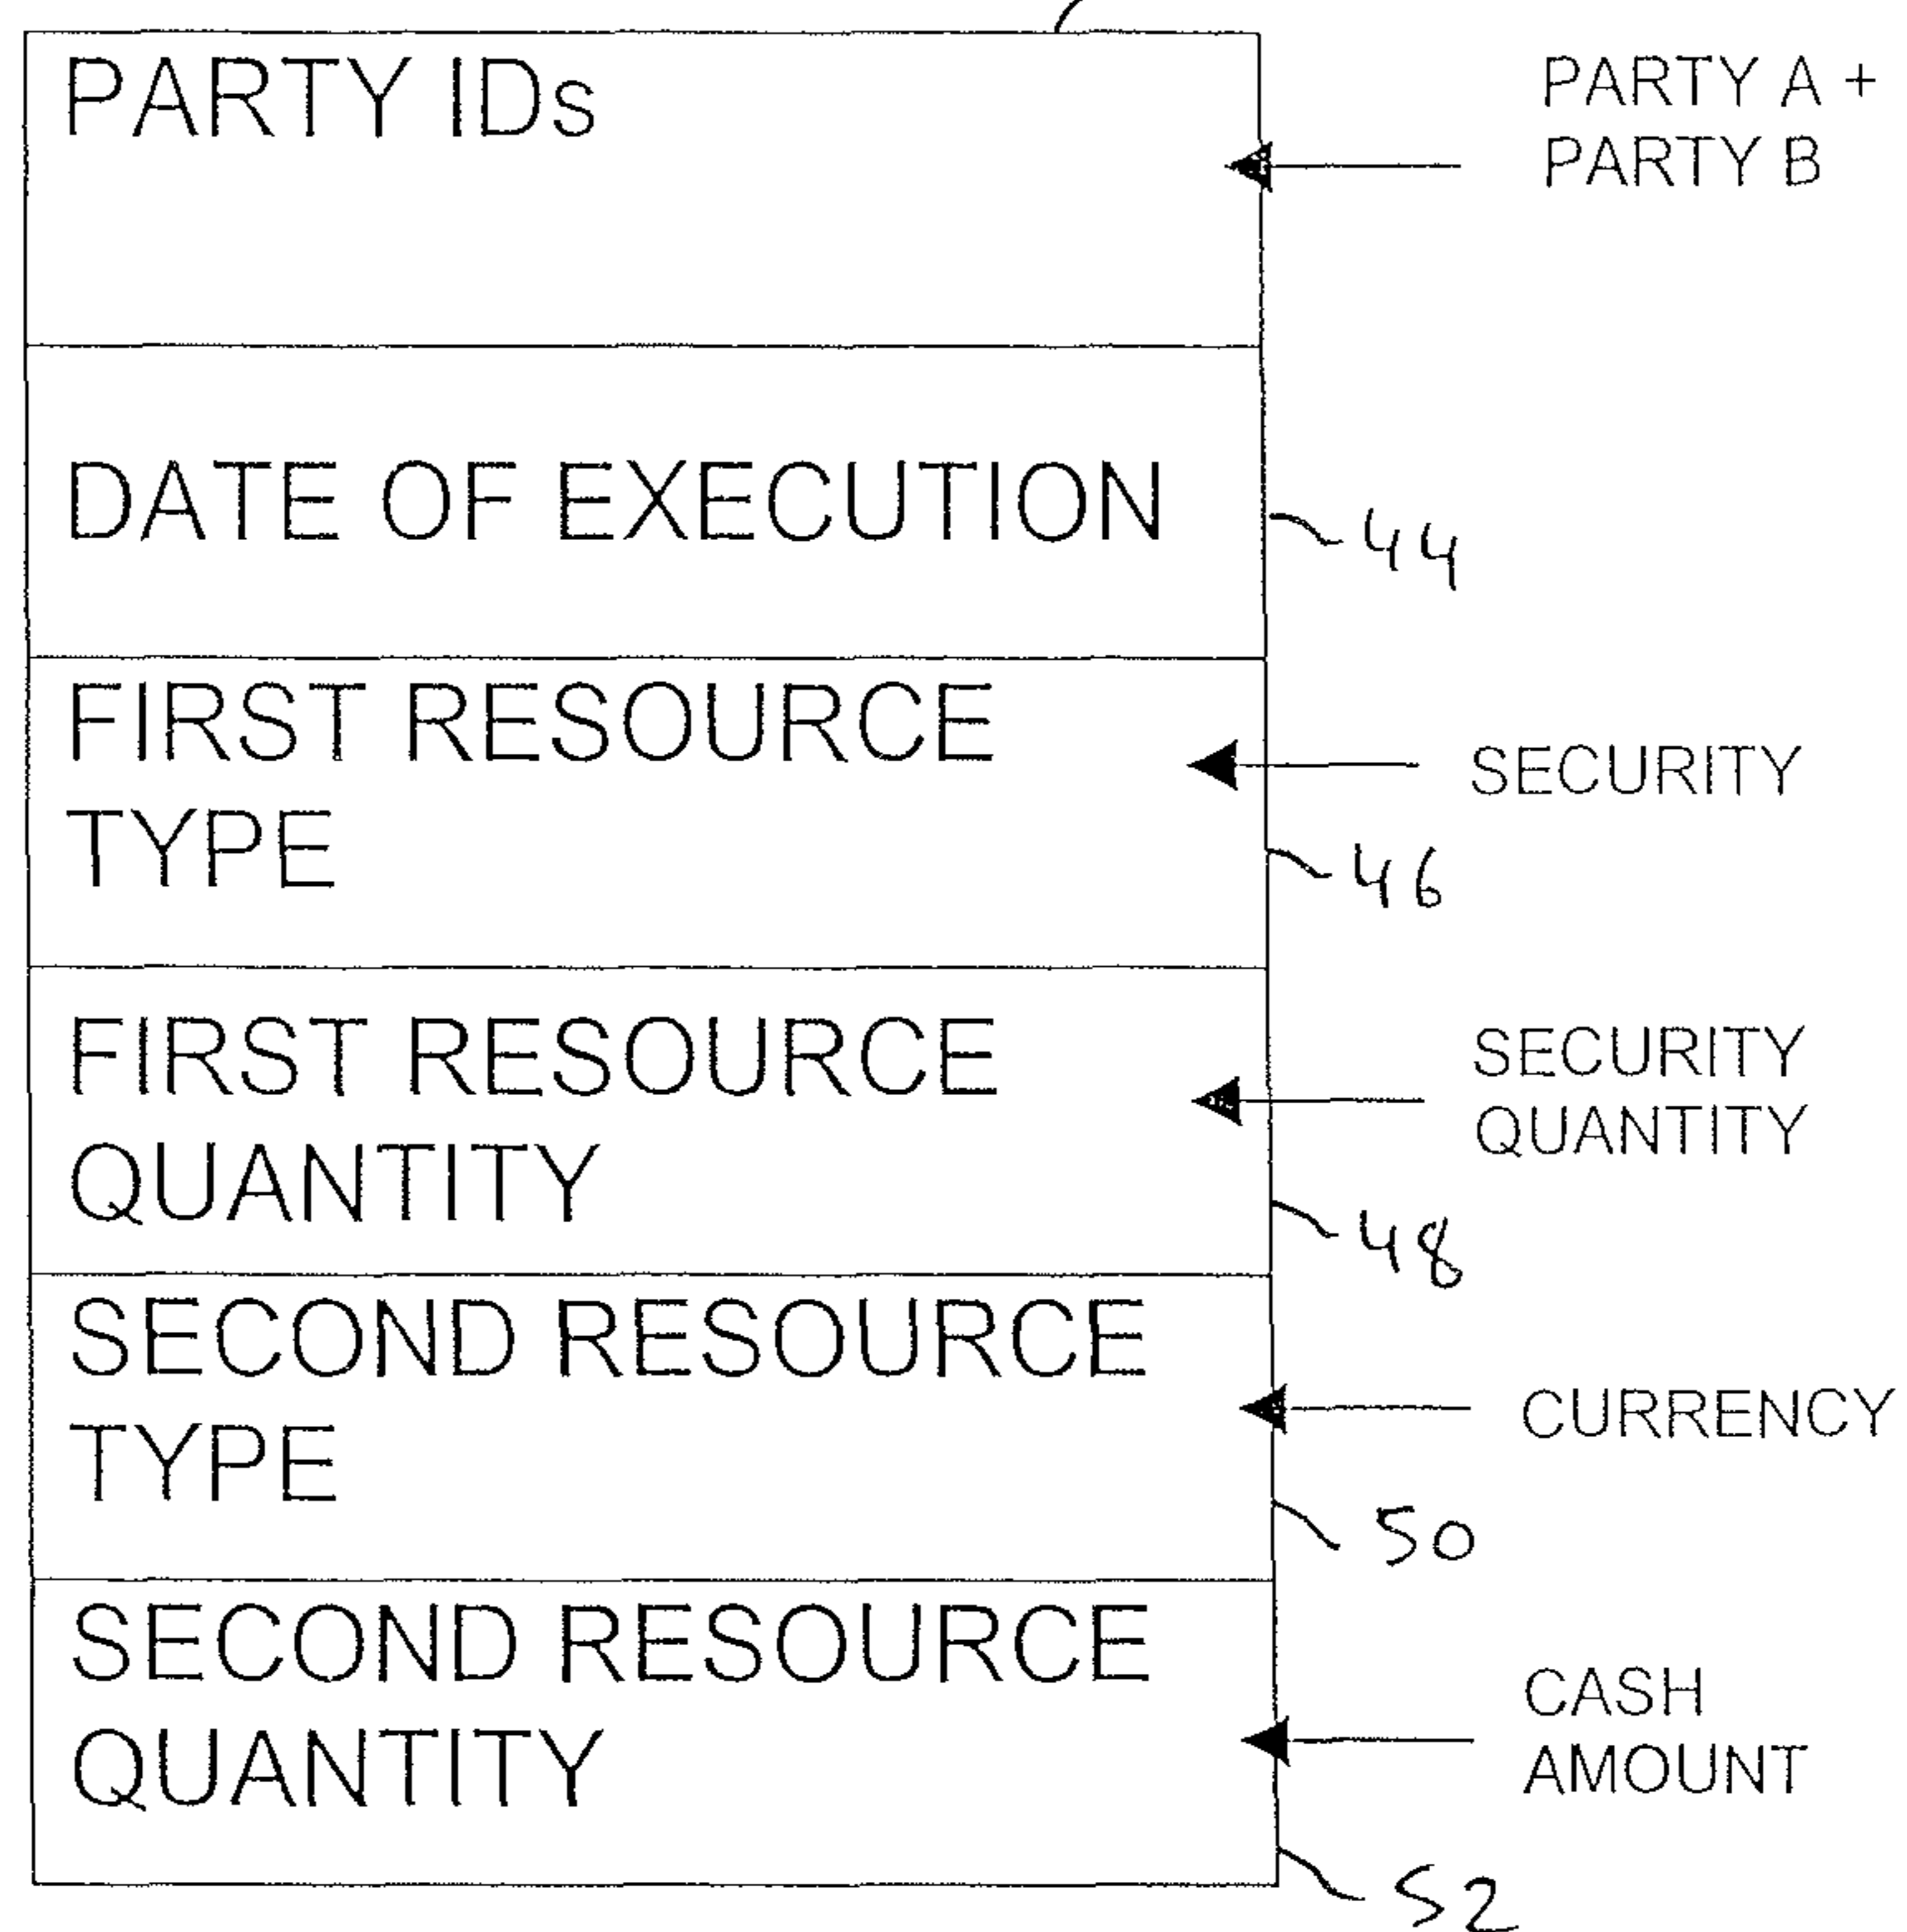 PARTY IDs
PARTY A +
PARTY B
DATE OF EXECUTION
44
FIRST RESOURCE
TYPE
SECURITY
46
FIRST RESOURCE
QUANTITY
SECURITY
QUANTITY
48
SECOND RESOURCE
TYPE
CURRENCY
50
SECOND RESOURCE
QUANTITY
CASH
AMOUNT
52